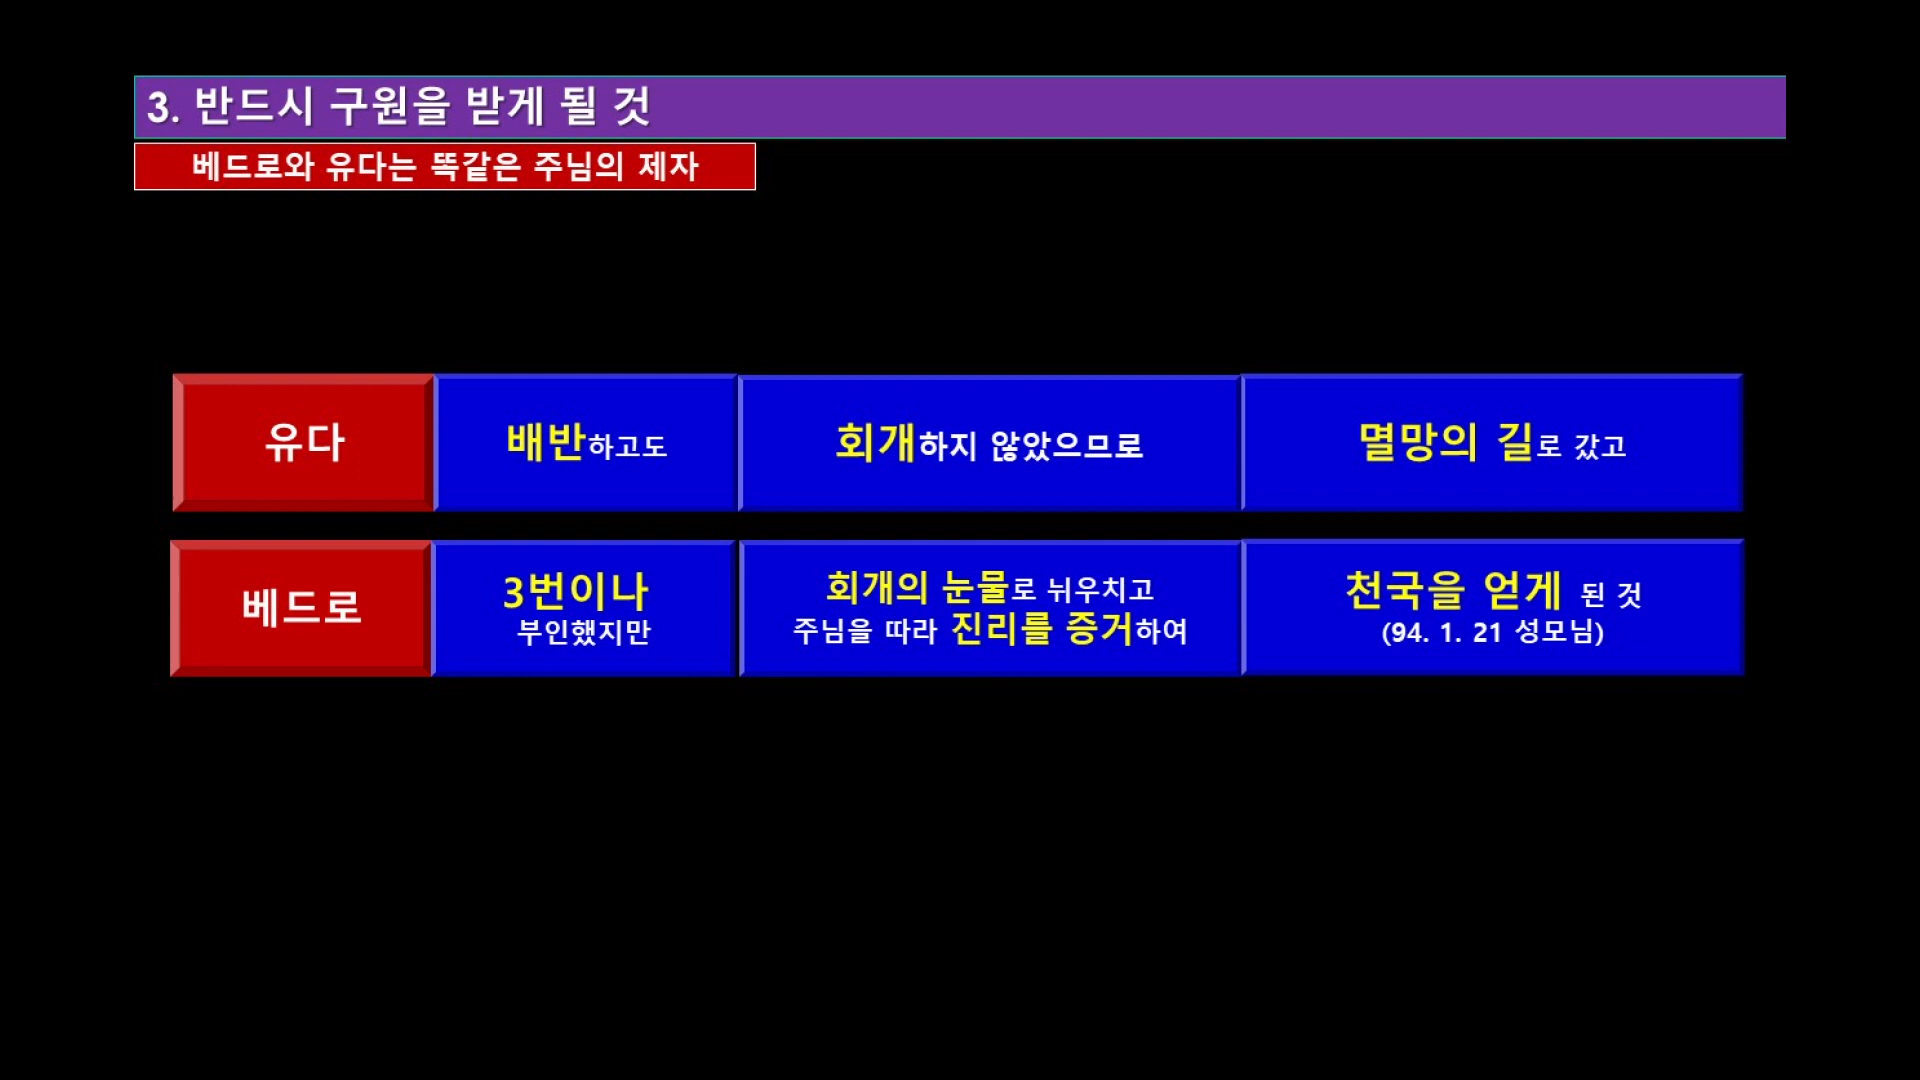 3. 반드시 구원을 받게 될 것
베드로와 유다는 똑같은 주님의 제자
유다
배반하고도
회개하지 않았으므로
멸망의 길로 갔고
베드로
3번이나
부인했지만
회개의 눈물로 뉘우치고
주님을 따라 진리를 증거하여
천국을 얻게 된 것
(94. 1. 21 성모님)